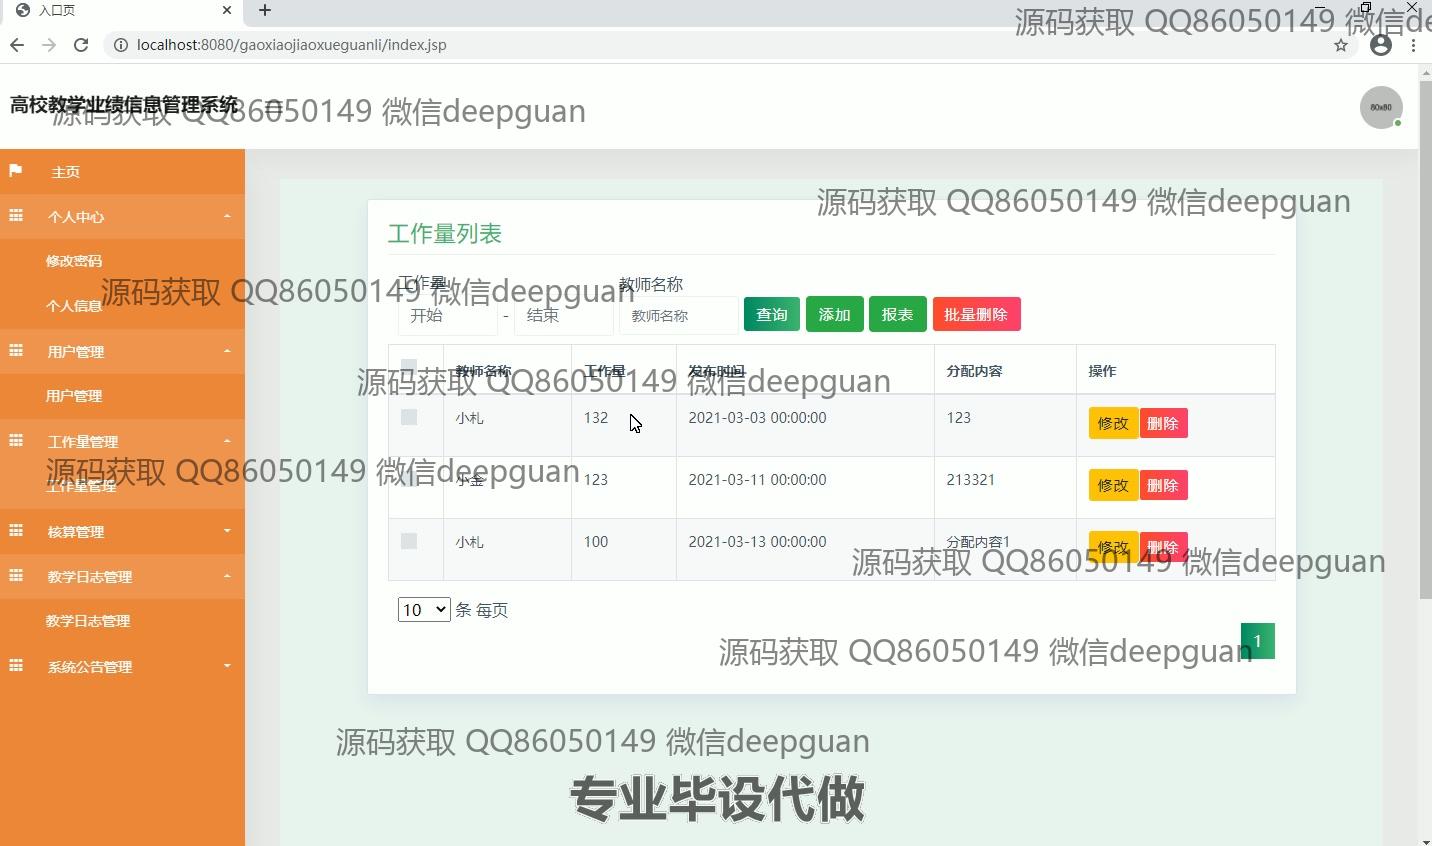 入口页
源码获取 QQ86050149 微信de
localhost:8080/gaoxiaojiaoxueguanli/index.jsp
高校教学业绩信息管理系统
源码获取 QQ86050149 微信deepguan
80x80
主页
个人中心
源码获取 QQ86050149 微信deepguan
工作量列表
修改密码
个人信息
源码获取 QQ86050149 微信deepguan
工作量
教师名称
开始 - 结束 教师名称 查询 添加 报表 批量删除
用户管理
用户管理
教师名称 工作量 发布时间 分配内容 操作
源码获取 QQ86050149 微信deepguan
小札 132 2021-03-03 00:00:00 123 修改 删除
工作量管理
源码获取 QQ86050149 微信deepguan
工作量管理
小金 123 2021-03-11 00:00:00 213321 修改 删除
核算管理
小札 100 2021-03-13 00:00:00 分配内容1 修改 删除
源码获取 QQ86050149 微信deepguan
教学日志管理
10 条 每页
教学日志管理
1
源码获取 QQ86050149 微信deepguan
系统公告管理
源码获取 QQ86050149 微信deepguan
专业毕设代做